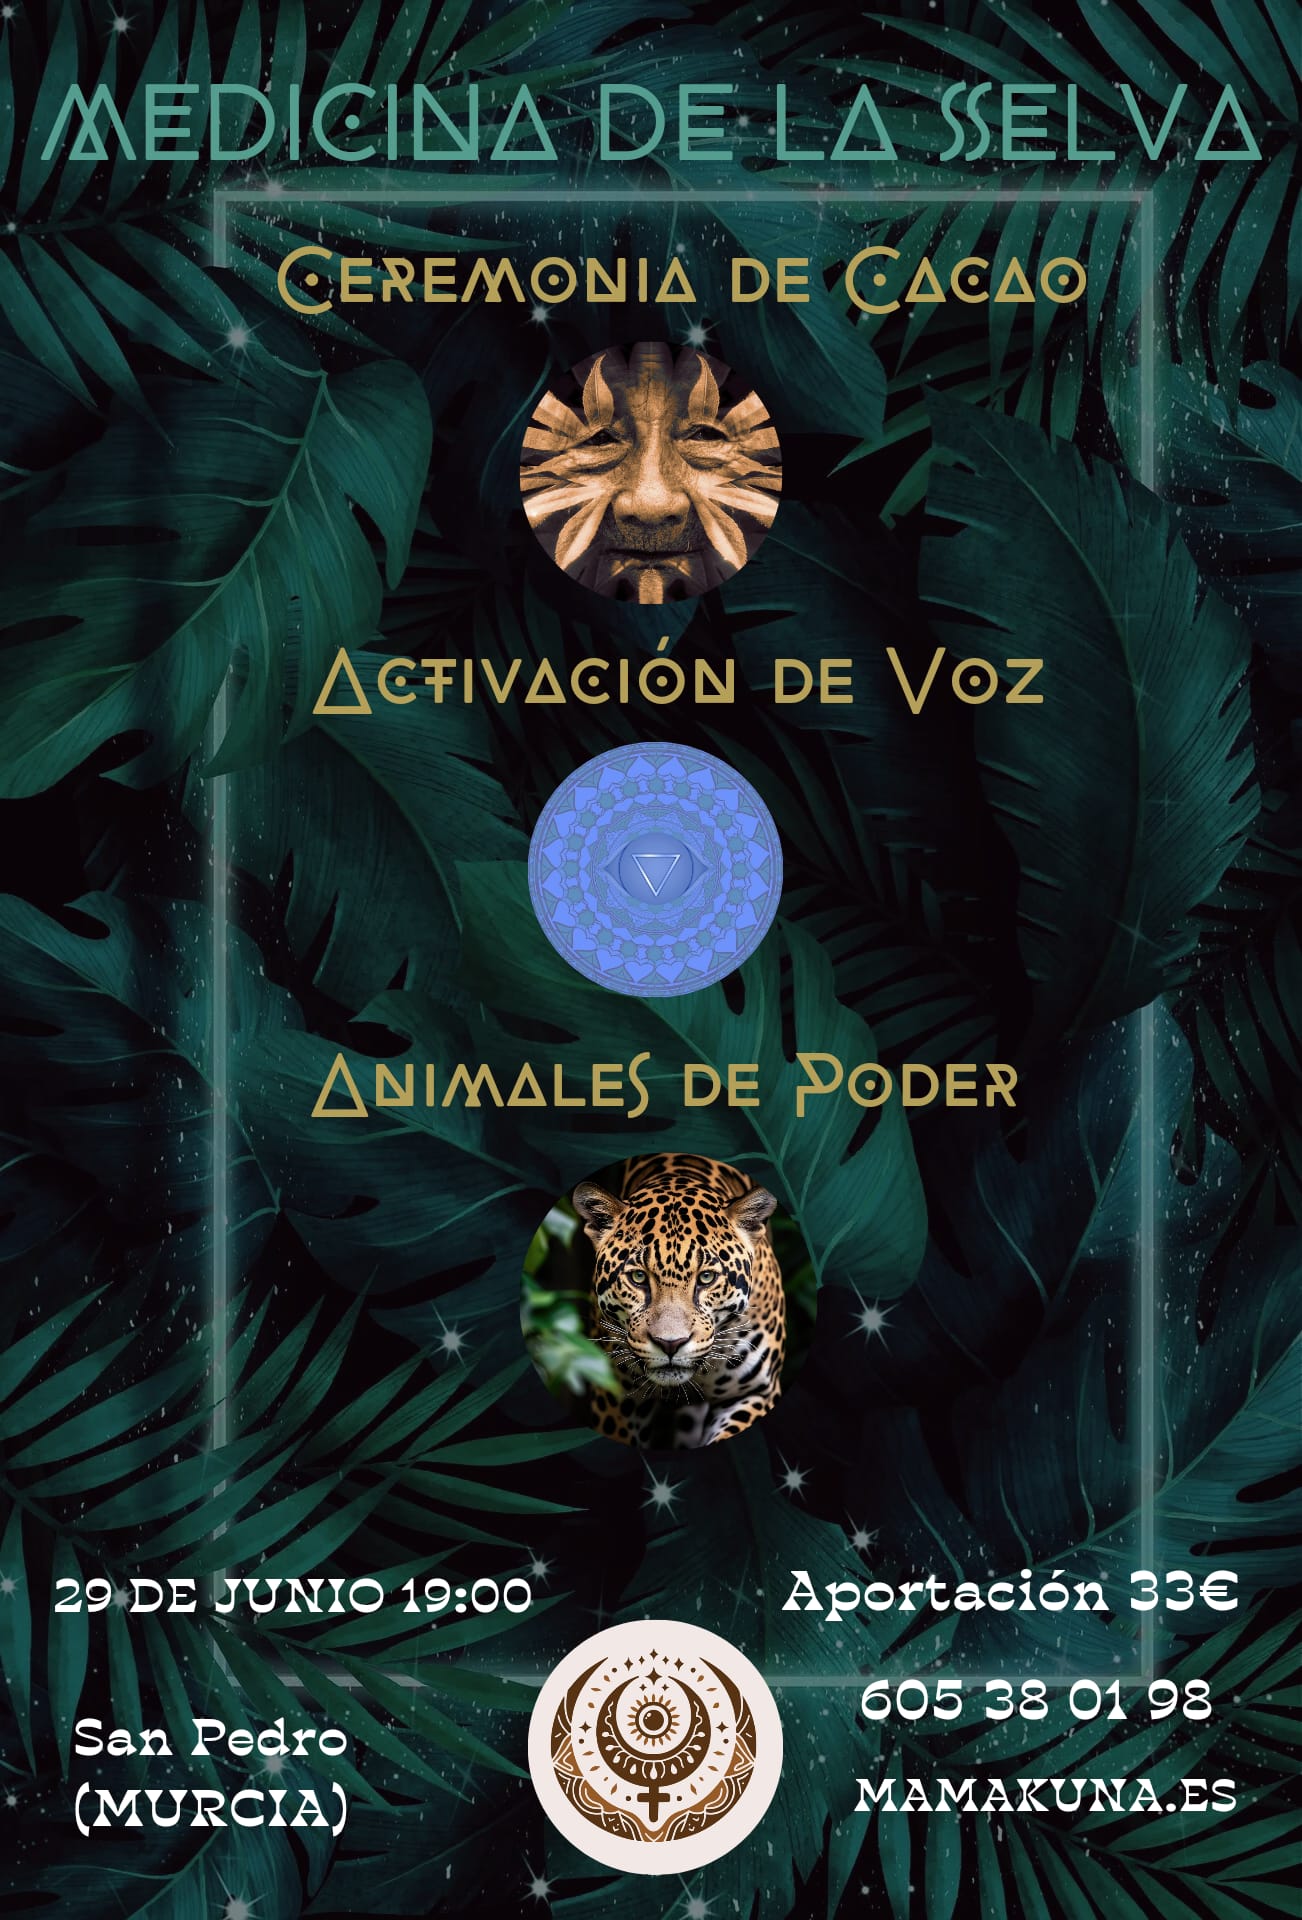 MEDICINA DE LA SELVA
CEREMONIA DE CACAO
ACTIVACIÓN DE VOZ
ANIMALES DE PODER
29 DE JUNIO 19:00
Aportación 33€
605 38 01 98
San Pedro
(MURCIA)
MAMAKUNA.ES